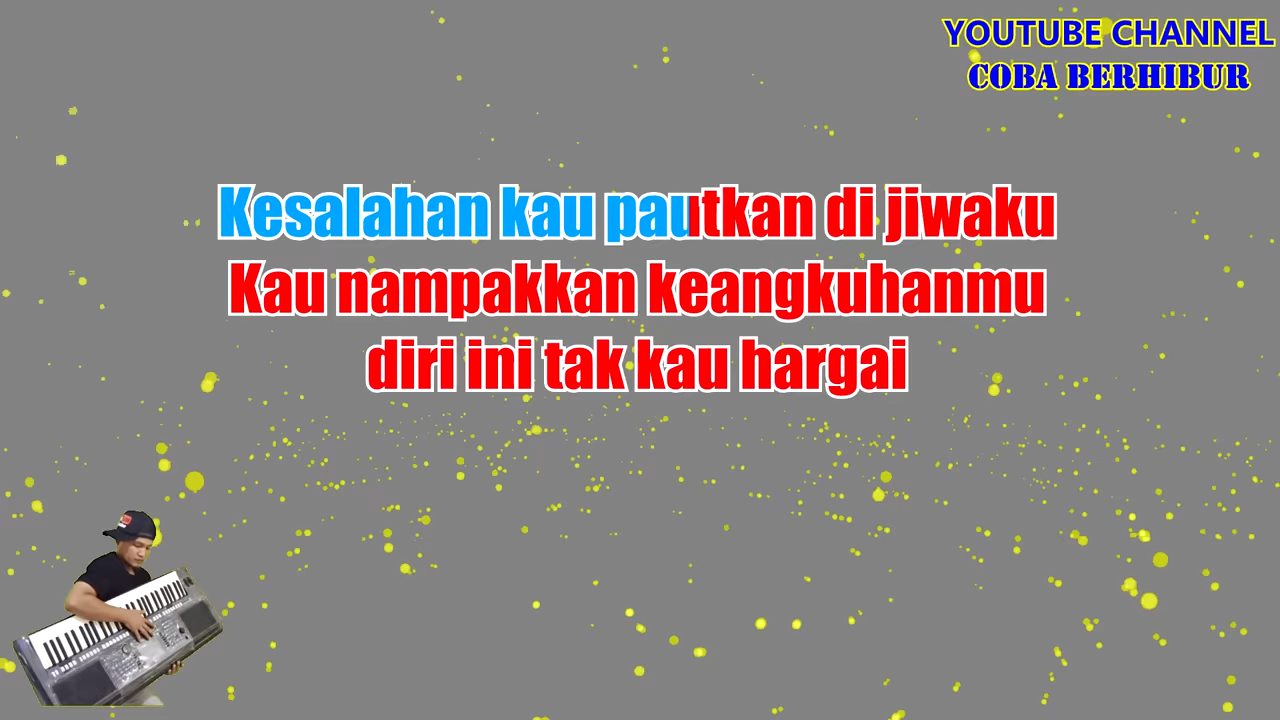 YOUTUBE CHANNEL
COBA BERHIBUR
Kesalahan kau pautkan di jiwaku
Kau nampakkan keangkuhanmu
diri ini tak kau hargai